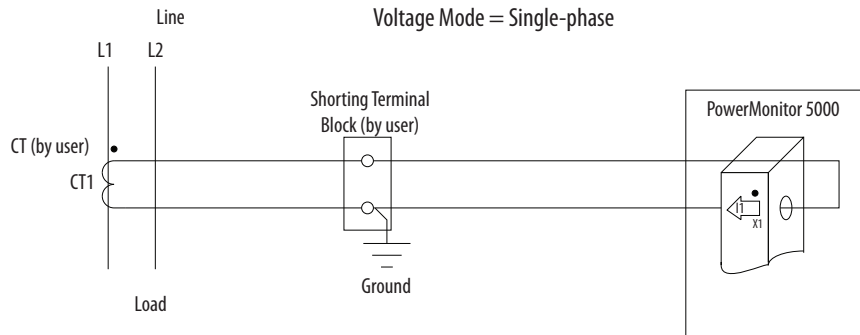 Line
Voltage Mode = Single-phase
L1
L2
Shorting Terminal
Block (by user)
PowerMonitor 5000
CT (by user)
CT1
I1
X1
Ground
Load